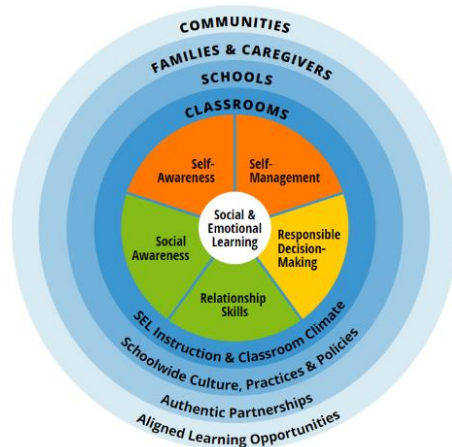 COMMUNITIES
FAMILIES & CAREGIVERS
SCHOOLS
CLASSROOMS
Self-
Awareness
Self-
Management
Social &
Emotional
Learning
Social
Awareness
Responsible
Decision-
Making
Relationship
Skills
SEL Instruction & Classroom Climate
Schoolwide Culture, Practices & Policies
Authentic Partnerships
Aligned Learning Opportunities